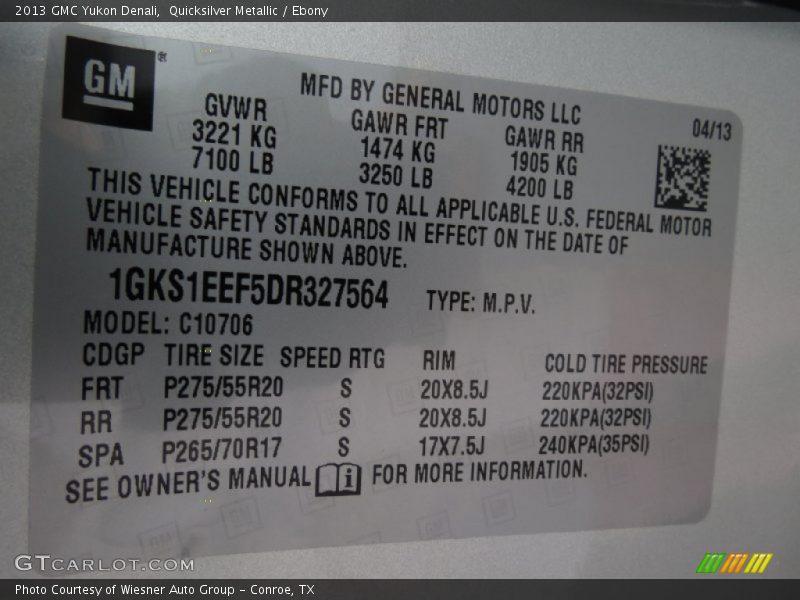 2013 GMC Yukon Denali,  Quicksilver Metallic / Ebony
GM ®
MFD BY GENERAL MOTORS LLC
04/13
GVWR GAWR FRT GAWR RR
3221 KG 1474 KG 1905 KG
7100 LB 3250 LB 4200 LB
THIS VEHICLE CONFORMS TO ALL APPLICABLE U.S. FEDERAL MOTOR
VEHICLE SAFETY STANDARDS IN EFFECT ON THE DATE OF
MANUFACTURE SHOWN ABOVE.
1GKS1EEF5DR327564 TYPE: M.P.V.
MODEL: C10706
CDGP TIRE SIZE SPEED RTG RIM COLD TIRE PRESSURE
FRT P275/55R20 S 20X8.5J 220KPA(32PSI)
RR P275/55R20 S 20X8.5J 220KPA(32PSI)
SPA P265/70R17 S 17X7.5J 240KPA(35PSI)
SEE OWNER'S MANUAL i FOR MORE INFORMATION.
GTCARLOT.COM
Photo Courtesy of Wiesner Auto Group - Conroe, TX